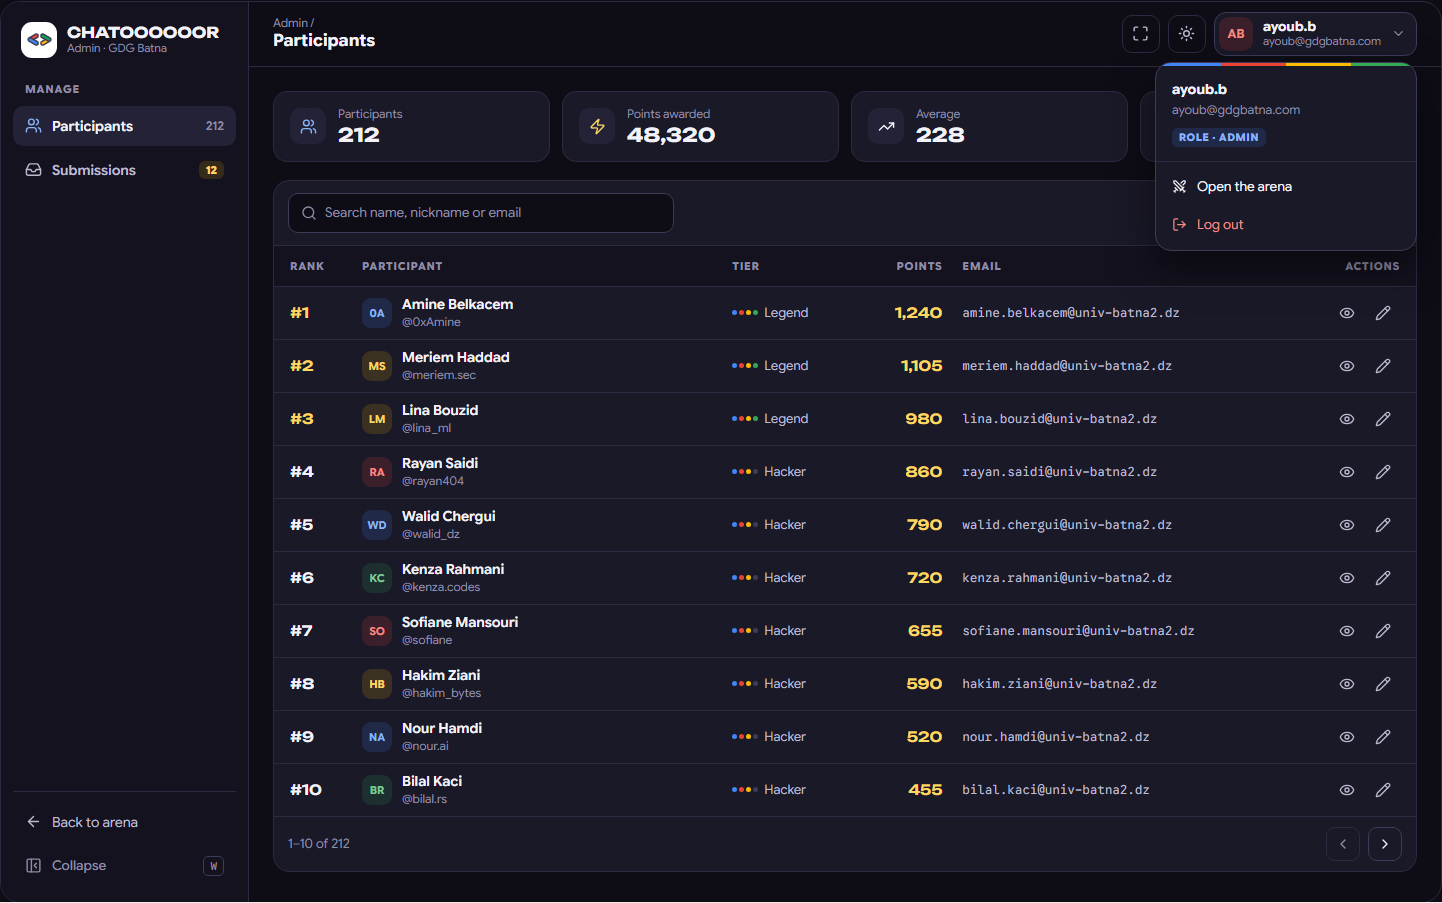 CHATOOOOOOR
Admin · GDG Batna
MANAGE
Participants 212
Submissions 12
Back to arena
Collapse W
Admin /
Participants
AB
ayoub.b
ayoub@gdgbatna.com
ayoub.b
ayoub@gdgbatna.com
ROLE · ADMIN
Open the arena
Log out
Participants
212
Points awarded
48,320
Average
228
Search name, nickname or email
RANK PARTICIPANT TIER POINTS EMAIL ACTIONS
#1 0A Amine Belkacem Legend 1,240 amine.belkacem@univ-batna2.dz
@0xAmine
#2 MS Meriem Haddad Legend 1,105 meriem.haddad@univ-batna2.dz
@meriem.sec
#3 LM Lina Bouzid Legend 980 lina.bouzid@univ-batna2.dz
@lina_ml
#4 RA Rayan Saidi Hacker 860 rayan.saidi@univ-batna2.dz
@rayan404
#5 WD Walid Chergui Hacker 790 walid.chergui@univ-batna2.dz
@walid_dz
#6 KC Kenza Rahmani Hacker 720 kenza.rahmani@univ-batna2.dz
@kenza.codes
#7 SO Sofiane Mansouri Hacker 655 sofiane.mansouri@univ-batna2.dz
@sofiane
#8 HB Hakim Ziani Hacker 590 hakim.ziani@univ-batna2.dz
@hakim_bytes
#9 NA Nour Hamdi Hacker 520 nour.hamdi@univ-batna2.dz
@nour.ai
#10 BR Bilal Kaci Hacker 455 bilal.kaci@univ-batna2.dz
@bilal.rs
1–10 of 212